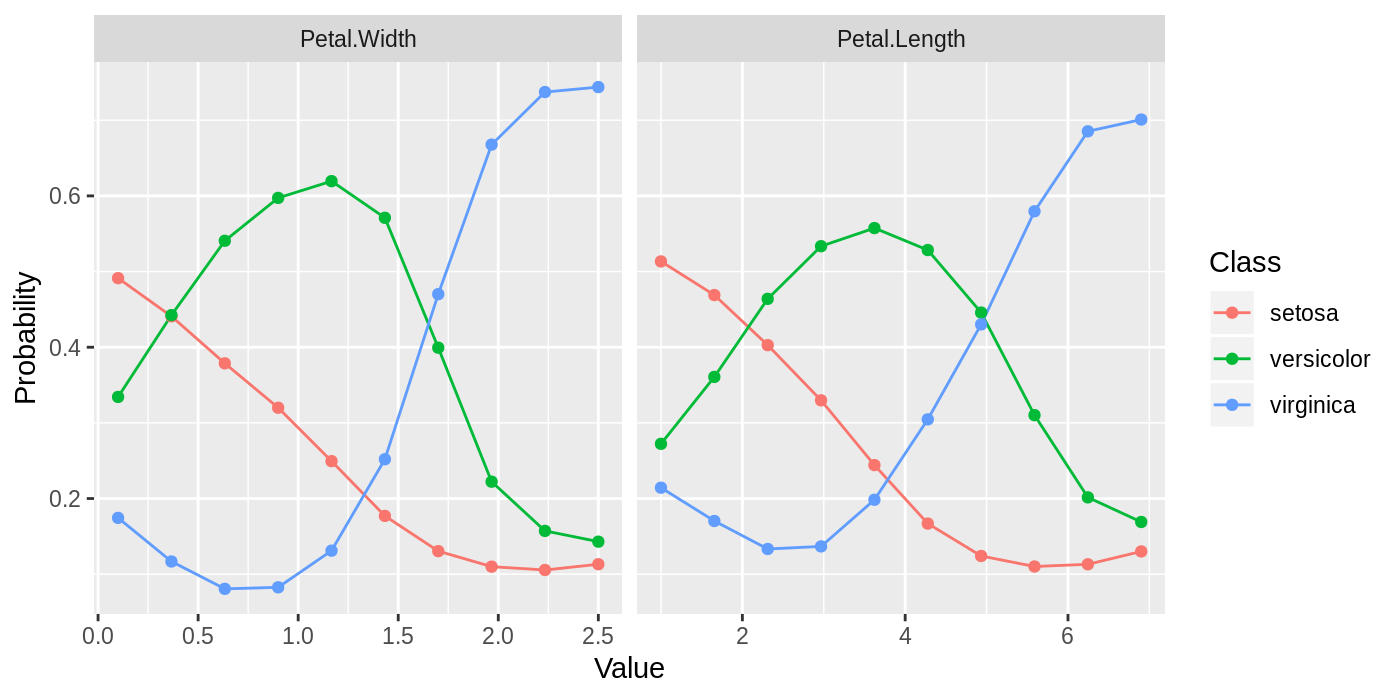 Petal.Width
Petal.Length
Probability
0.6
0.4
0.2
0.0 0.5 1.0 1.5 2.0 2.5
2 4 6
Value
Class
setosa
versicolor
virginica